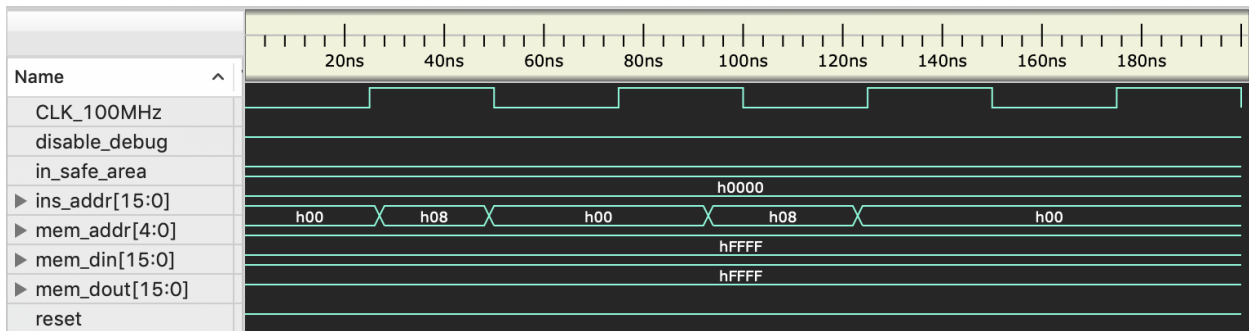 20ns 40ns 60ns 80ns 100ns 120ns 140ns 160ns 180ns
Name
CLK_100MHz
disable_debug
in_safe_area
ins_addr[15:0] h0000
mem_addr[4:0] h00 h08 h00 h08 h00
mem_din[15:0] hFFFF
mem_dout[15:0] hFFFF
reset